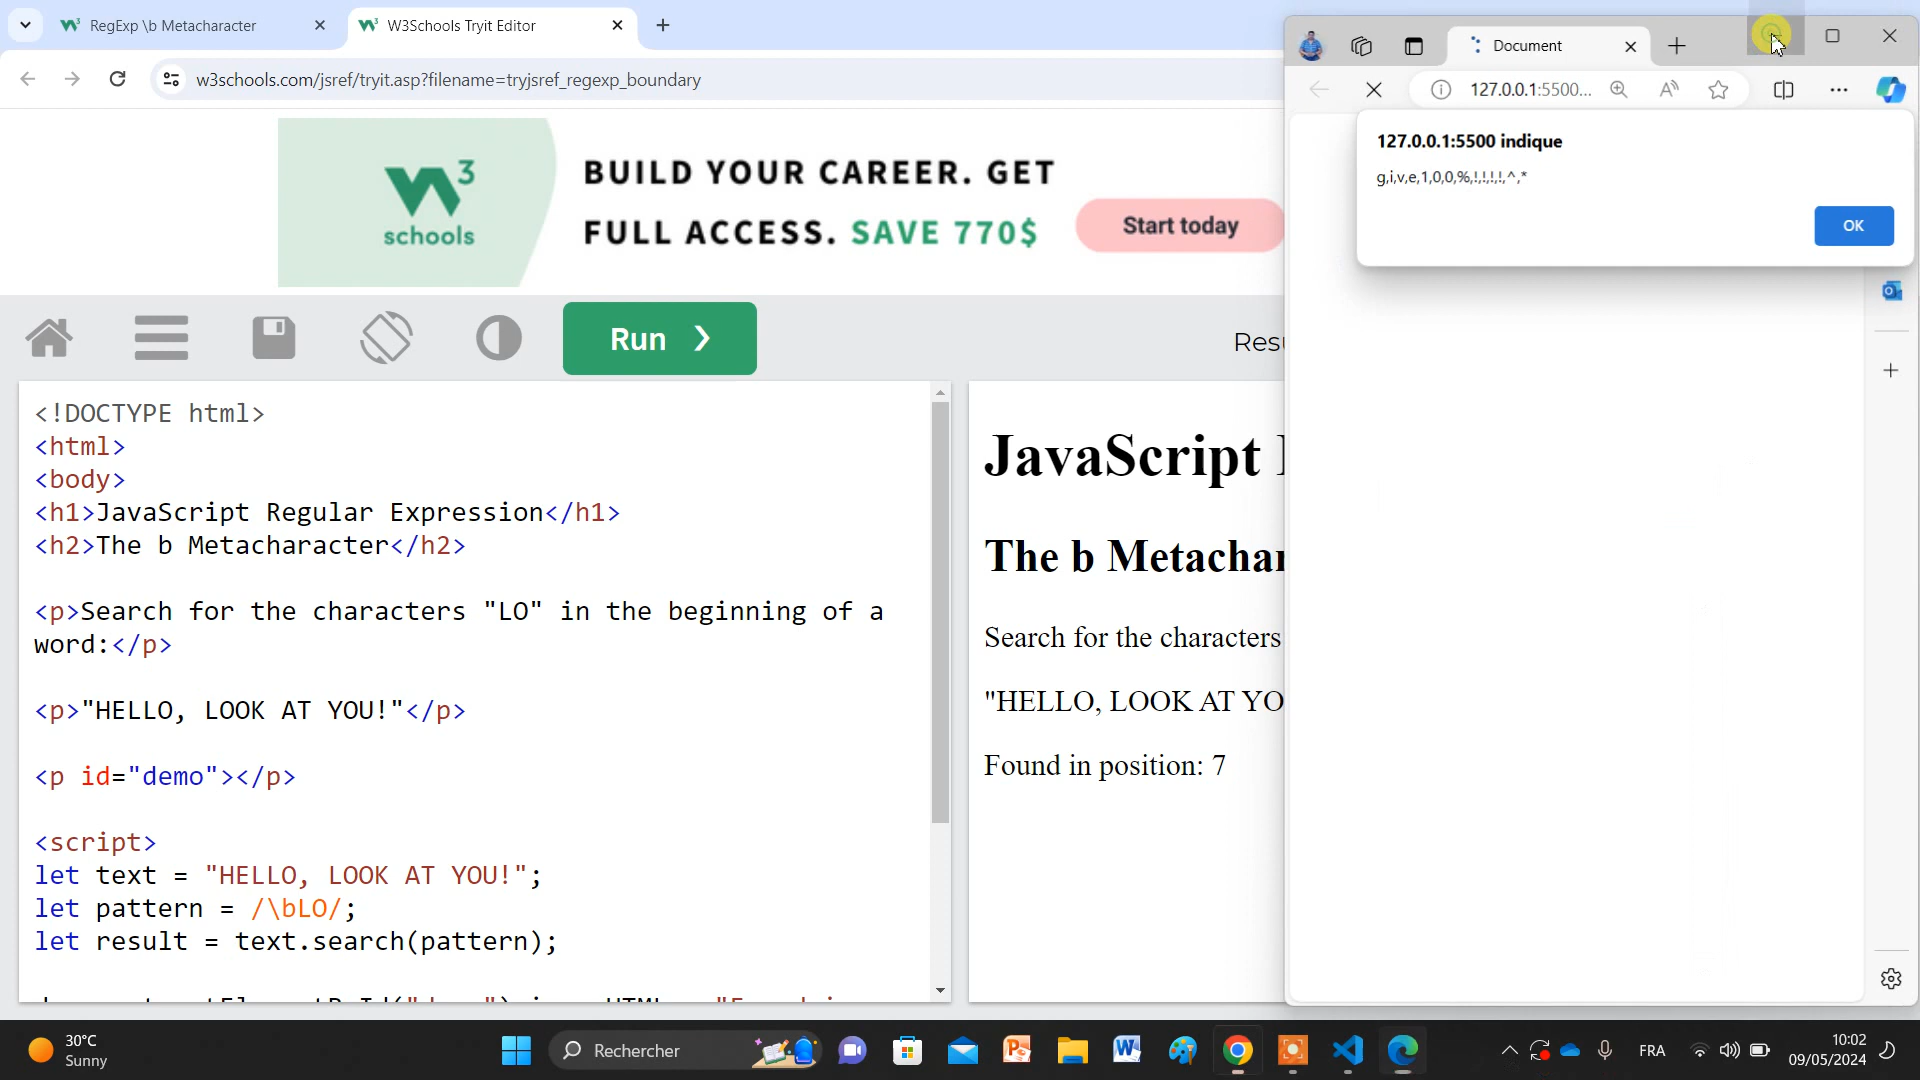 RegExp \b Metacharacter
W3Schools Tryit Editor
w3schools.com/jsref/tryit.asp?filename=tryjsref_regexp_boundary
3
schools
BUILD YOUR CAREER. GET
FULL ACCESS. SAVE 770$
Start today
Run ❯
Resu
<!DOCTYPE html>
<html>
<body>
<h1>JavaScript Regular Expression</h1>
<h2>The b Metacharacter</h2>
<p>Search for the characters "LO" in the beginning of a
word:</p>
<p>"HELLO, LOOK AT YOU!"</p>
<p id="demo"></p>
<script>
let text = "HELLO, LOOK AT YOU!";
let pattern = /\bLO/;
let result = text.search(pattern);
JavaScript
The b Metachar
Search for the characters
"HELLO, LOOK AT YO
Found in position: 7
Document
127.0.0.1:5500...
127.0.0.1:5500 indique
g,i,v,e,1,0,0,%,!,!,!,!,^,*
OK
30°C
Sunny
Rechercher
FRA
10:02
09/05/2024